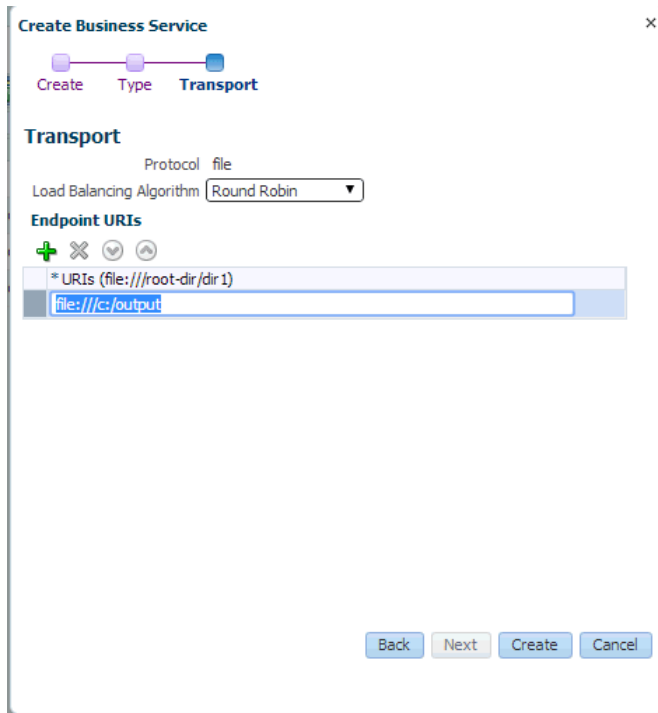 Create Business Service
Create Type Transport
Transport
Protocol file
Load Balancing Algorithm Round Robin
Endpoint URIs
* URIs (file:///root-dir/dir1)
file:///c:/output
Back Next Create Cancel